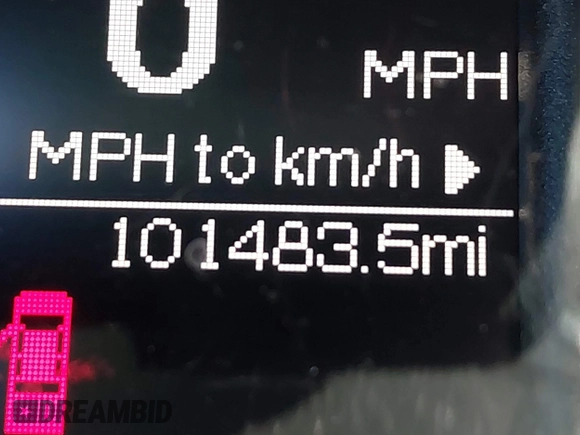 0 MPH
MPH to km/h
101483.5mi
DREAMBID